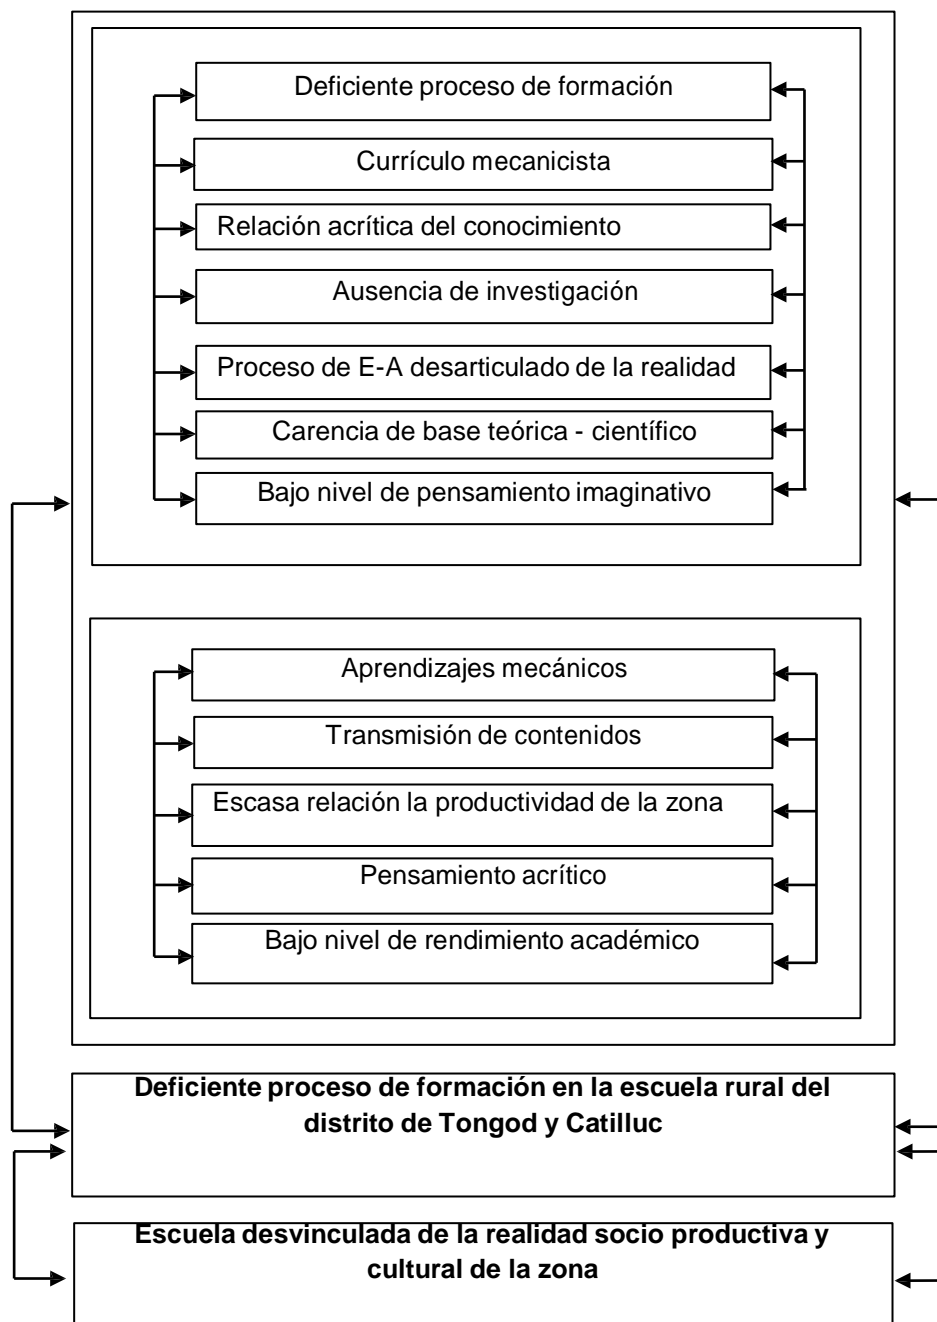 Deficiente proceso de formación
Currículo mecanicista
Relación acrítica del conocimiento
Ausencia de investigación
Proceso de E-A desarticulado de la realidad
Carencia de base teórica - científico
Bajo nivel de pensamiento imaginativo
Aprendizajes mecánicos
Transmisión de contenidos
Escasa relación la productividad de la zona
Pensamiento acrítico
Bajo nivel de rendimiento académico
Deficiente proceso de formación en la escuela rural del
distrito de Tongod y Catilluc
Escuela desvinculada de la realidad socio productiva y
cultural de la zona